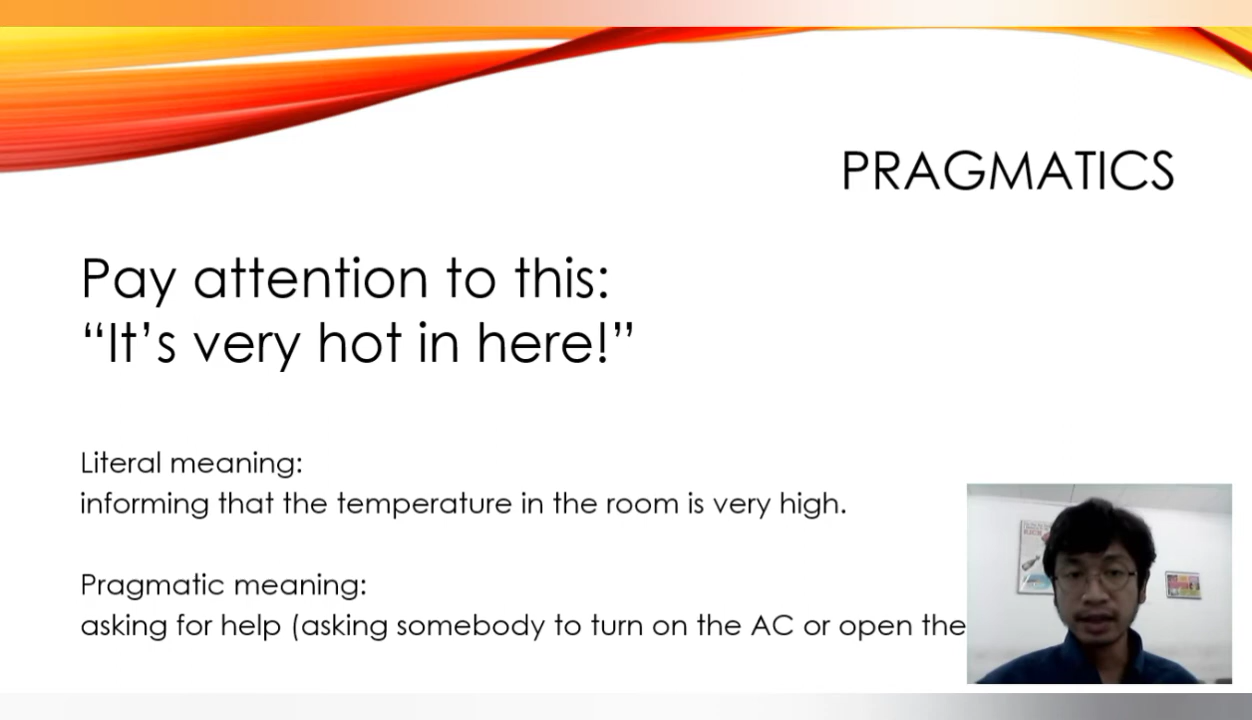 PRAGMATICS
Pay attention to this:
“It’s very hot in here!”
Literal meaning:
informing that the temperature in the room is very high.
Pragmatic meaning:
asking for help (asking somebody to turn on the AC or open the